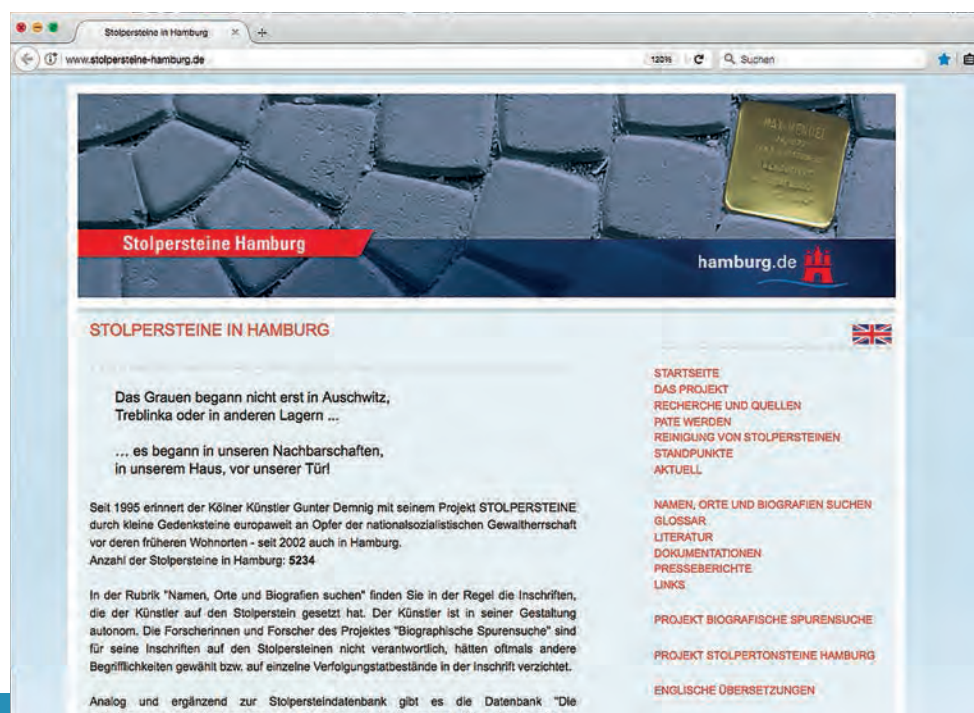 Stolpersteine in Hamburg
www.stolpersteine-hamburg.de
120%
Suchen
MAX MENDEL
Stolpersteine Hamburg
hamburg.de
STOLPERSTEINE IN HAMBURG
Das Grauen begann nicht erst in Auschwitz,
Treblinka oder in anderen Lagern ...
... es begann in unseren Nachbarschaften,
in unserem Haus, vor unserer Tür!
Seit 1995 erinnert der Kölner Künstler Gunter Demnig mit seinem Projekt STOLPERSTEINE
durch kleine Gedenksteine europaweit an Opfer der nationalsozialistischen Gewaltherrschaft
vor deren früheren Wohnorten - seit 2002 auch in Hamburg.
Anzahl der Stolpersteine in Hamburg: 5234
In der Rubrik "Namen, Orte und Biografien suchen" finden Sie in der Regel die Inschriften,
die der Künstler auf den Stolperstein gesetzt hat. Der Künstler ist in seiner Gestaltung
autonom. Die Forscherinnen und Forscher des Projektes "Biographische Spurensuche" sind
für seine Inschriften auf den Stolpersteinen nicht verantwortlich, hätten oftmals andere
Begrifflichkeiten gewählt bzw. auf einzelne Verfolgungstatbestände in der Inschrift verzichtet.
Analog und ergänzend zur Stolpersteindatenbank gibt es die Datenbank "Die
STARTSEITE
DAS PROJEKT
RECHERCHE UND QUELLEN
PATE WERDEN
REINIGUNG VON STOLPERSTEINEN
STANDPUNKTE
AKTUELL
NAMEN, ORTE UND BIOGRAFIEN SUCHEN
GLOSSAR
LITERATUR
DOKUMENTATIONEN
PRESSEBERICHTE
LINKS
PROJEKT BIOGRAFISCHE SPURENSUCHE
PROJEKT STOLPERTONSTEINE HAMBURG
ENGLISCHE ÜBERSETZUNGEN